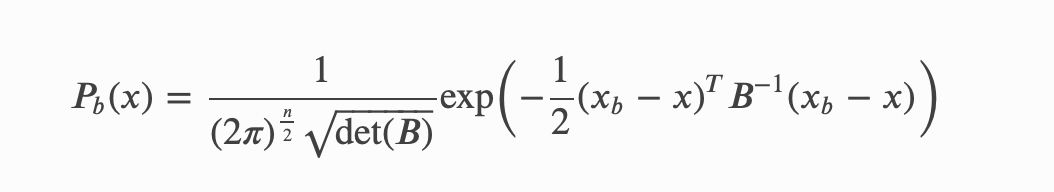 P_b(x) = \frac{1}{(2\pi)^{\frac{n}{2}} \sqrt{\det(B)}} \exp\left(-\frac{1}{2}(x_b - x)^T B^{-1}(x_b - x)\right)